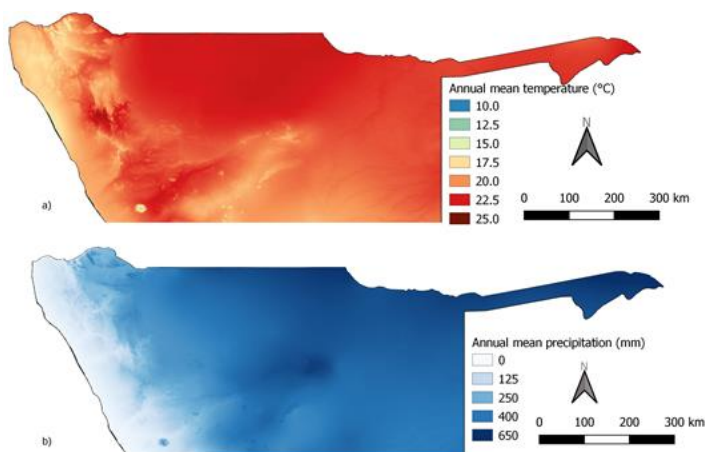 Annual mean temperature (°C)
10.0
12.5
15.0
17.5
20.0
22.5
25.0
N
0 100 200 300 km
a)
Annual mean precipitation (mm)
0
125
250
400
650
N
0 100 200 300 km
b)